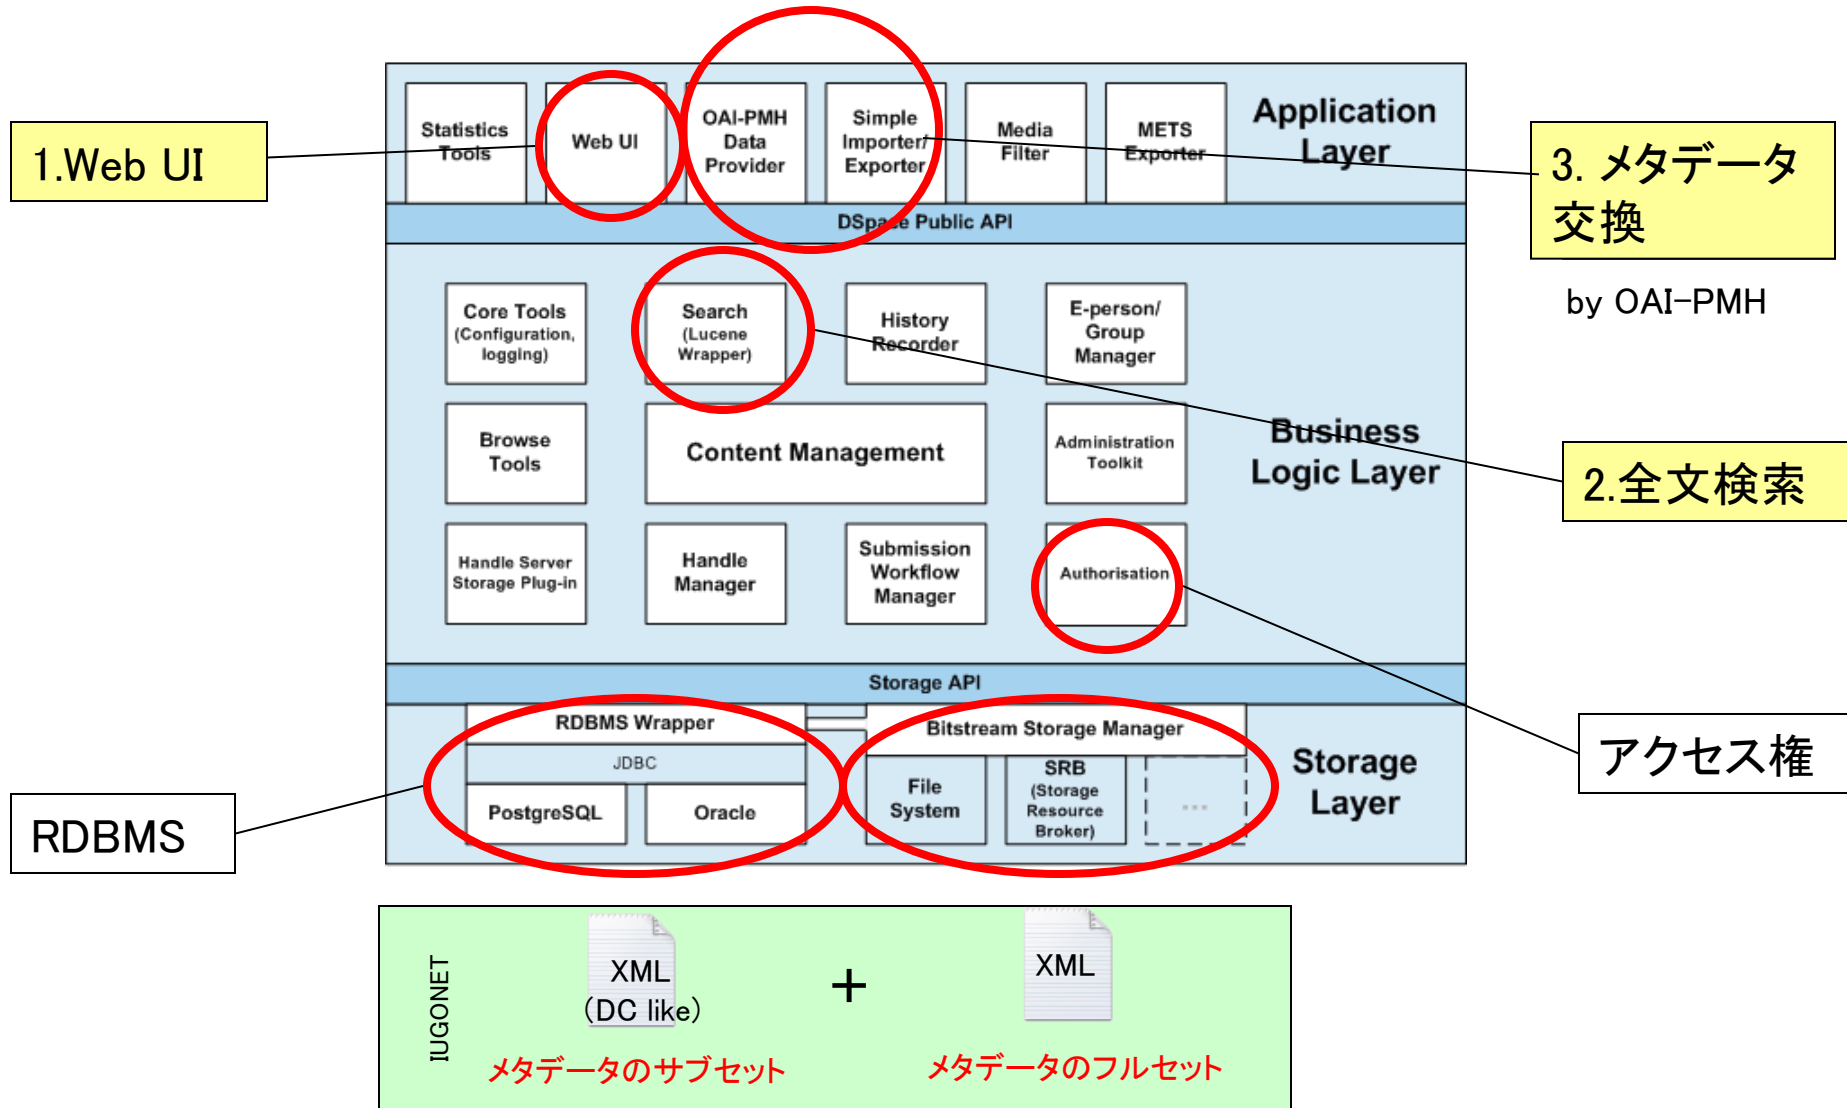 1.Web UI
Statistics
Tools
Web UI
OAI-PMH
Data
Provider
Simple
Importer/
Exporter
Media
Filter
METS
Exporter
Application
Layer
3. メタデータ
交換
by OAI-PMH
DSpace Public API
Core Tools
(Configuration,
logging)
Search
(Lucene
Wrapper)
History
Recorder
E-person/
Group
Manager
Browse
Tools
Content Management
Administration
Toolkit
Business
Logic Layer
2.全文検索
Handle Server
Storage Plug-in
Handle
Manager
Submission
Workflow
Manager
Authorisation
アクセス権
Storage API
RDBMS Wrapper
JDBC
PostgreSQL
Oracle
Bitstream Storage Manager
File
System
SRB
(Storage
Resource
Broker)
...
Storage
Layer
RDBMS
IUGONET
XML
(DC like)
+
XML
メタデータのサブセット
メタデータのフルセット